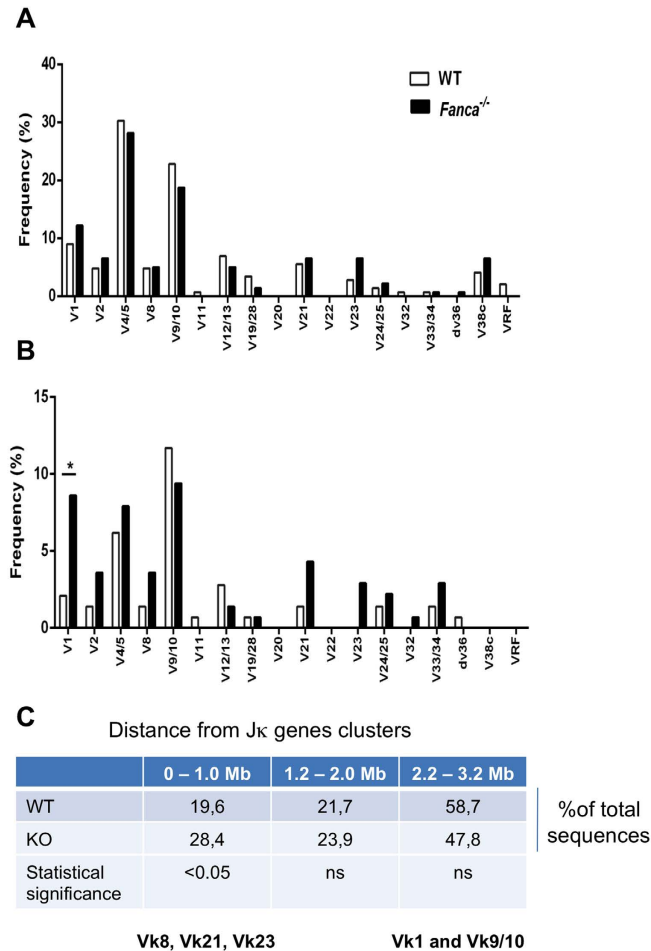 A
40
30
20
10
0
Frequency (%)
WT
Fanca-/-
V1
V2
V4/5
V8
V9/10
V11
V12/13
V19/28
V20
V21
V22
V23
V24/25
V32
V33/34
dv36
V38c
VRF
B
15
10
5
0
Frequency (%)
*
V1
V2
V4/5
V8
V9/10
V11
V12/13
V19/28
V20
V21
V22
V23
V24/25
V32
V33/34
dv36
V38c
VRF
C
Distance from Jκ genes clusters
0 – 1.0 Mb 1.2 – 2.0 Mb 2.2 – 3.2 Mb
WT 19,6 21,7 58,7
KO 28,4 23,9 47,8
Statistical significance <0.05 ns ns
%of total
sequences
Vk8, Vk21, Vk23 Vk1 and Vk9/10